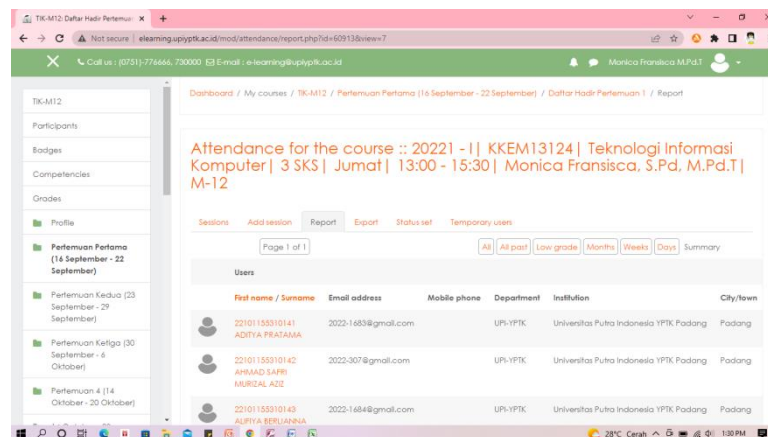 TIK-M12: Daftar Hadir Pertemuan
Not secure | elearning.upiyptk.ac.id/mod/attendance/report.php?id=60913&view=7
Call us : (0751)-776666, 730000 E-mail : e-learning@upiyptk.ac.id
Monica Fransisca M.Pd.T
TIK-M12
Participants
Badges
Competencies
Grades
Profile
Pertemuan Pertama
(16 September - 22
September)
Pertemuan Kedua (23
September - 29
September)
Pertemuan Ketiga (30
September - 6
Oktober)
Pertemuan 4 (14
Oktober - 20 Oktober)
Dashboard / My courses / TIK-M12 / Pertemuan Pertama (16 September - 22 September) / Daftar Hadir Pertemuan 1 / Report
Attendance for the course :: 20221 - I| KKEM13124| Teknologi Informasi
Komputer| 3 SKS| Jumat| 13:00 - 15:30| Monica Fransisca, S.Pd, M.Pd.T|
M-12
Sessions Add session Report Export Status set Temporary users
Page 1 of 1 All All past Low grade Months Weeks Days Summary
Users
First name / Surname Email address Mobile phone Department Institution City/town
22101155310141 2022-1683@gmail.com UPI-YPTK Universitas Putra Indonesia YPTK Padang Padang
ADITYA PRATAMA
22101155310142 2022-307@gmail.com UPI-YPTK Universitas Putra Indonesia YPTK Padang Padang
AHMAD SAFRI
MURIZAL AZIZ
22101155310143 2022-1684@gmail.com UPI-YPTK Universitas Putra Indonesia YPTK Padang Padang
ALIFIYA BERLIANNA
28°C Cerah 1:30 PM